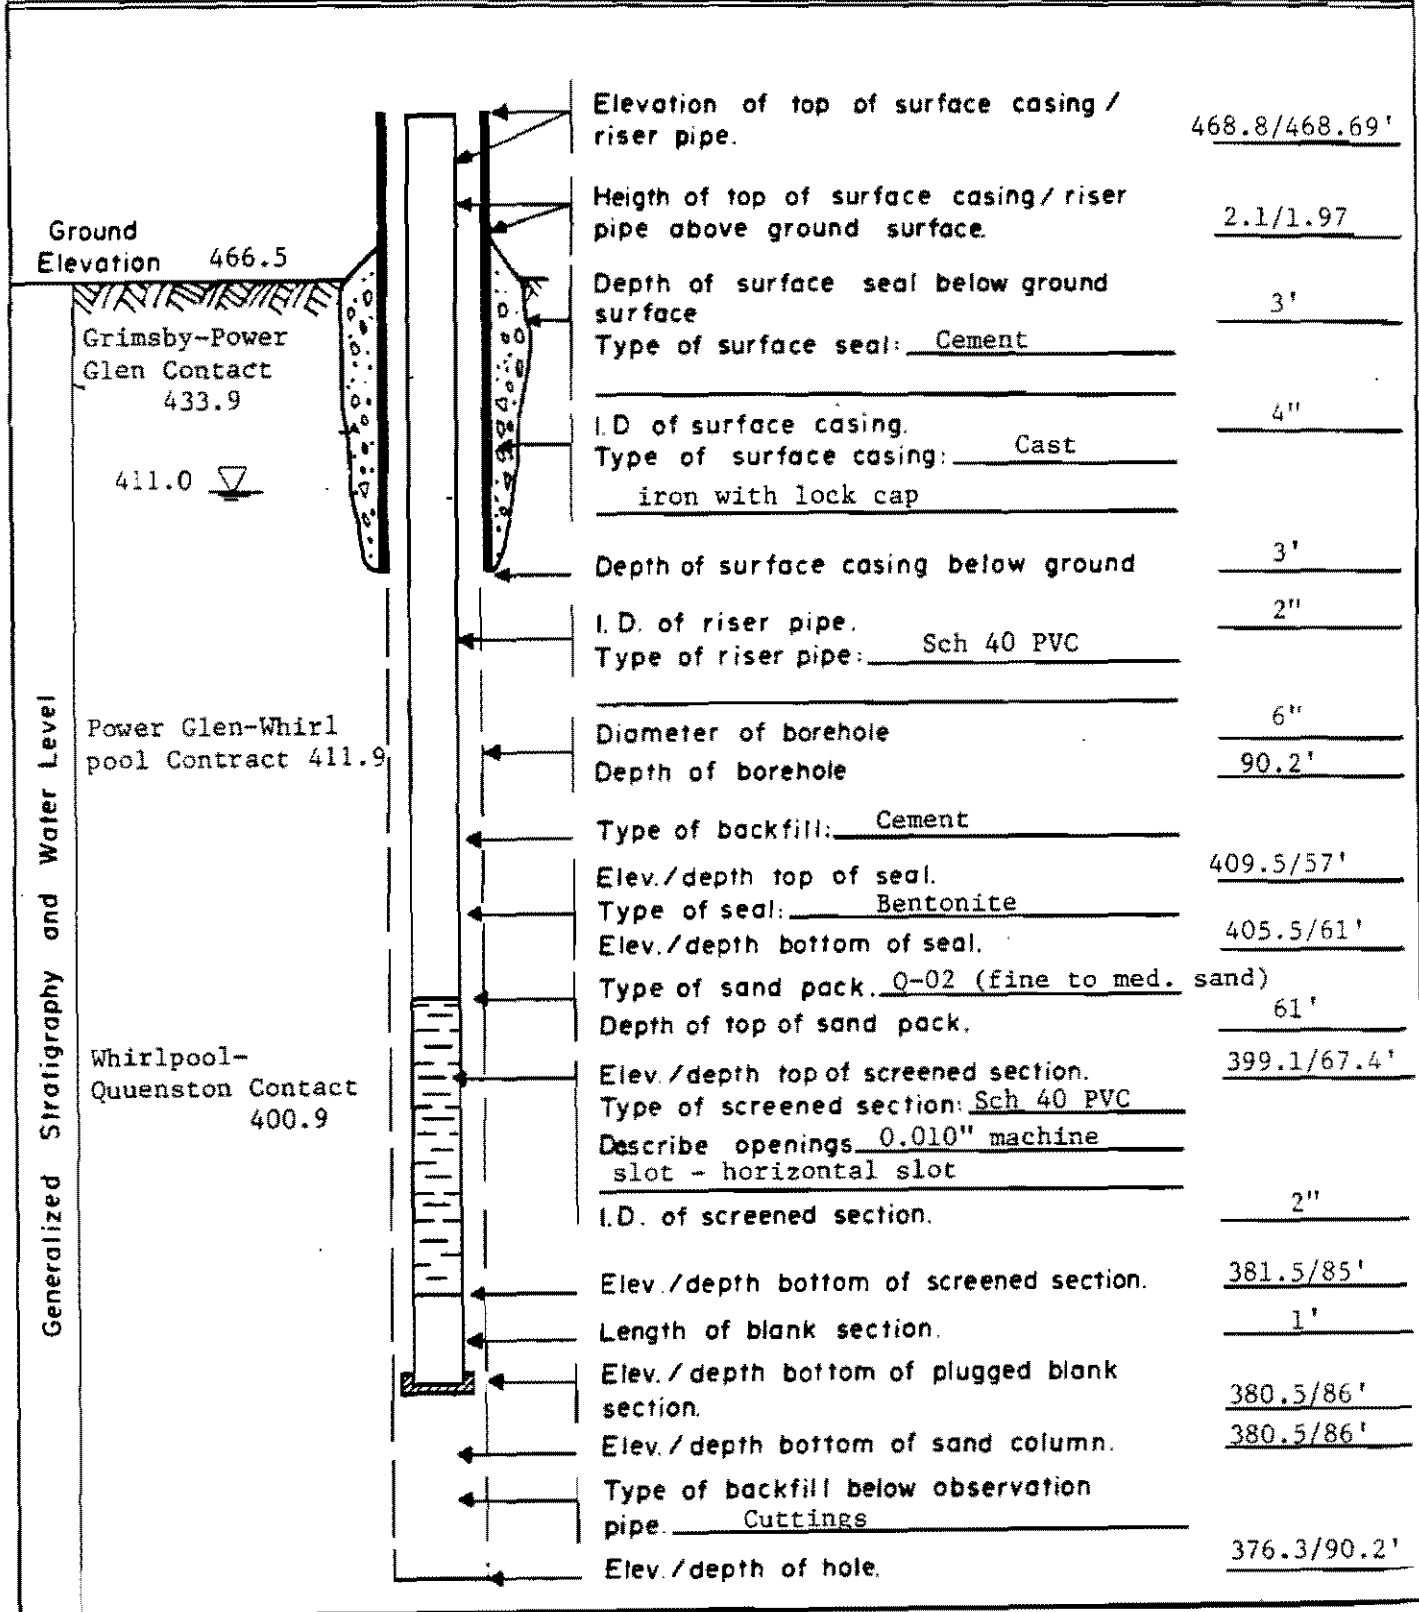 Elevation of top of surface casing /
riser pipe.
468.8/468.69'
Heigth of top of surface casing / riser
pipe above ground surface.
2.1/1.97
Ground
Elevation 466.5
Depth of surface seal below ground
surface
3'
Type of surface seal: Cement
Grimsby-Power
Glen Contact
433.9
I.D of surface casing.
4"
Type of surface casing: Cast
iron with lock cap
411.0
Depth of surface casing below ground
3'
I.D. of riser pipe.
2"
Type of riser pipe: Sch 40 PVC
Generalized Stratigraphy and Water Level
Power Glen-Whirl
pool Contract 411.9
Diameter of borehole
6"
Depth of borehole
90.2'
Type of backfill: Cement
Elev./depth top of seal.
409.5/57'
Type of seal: Bentonite
Elev./depth bottom of seal.
405.5/61'
Type of sand pack. Q-02 (fine to med. sand)
Depth of top of sand pack.
61'
Whirlpool-
Quuenston Contact
400.9
Elev./depth top of screened section.
399.1/67.4'
Type of screened section: Sch 40 PVC
Describe openings 0.010" machine
slot - horizontal slot
I.D. of screened section.
2"
Elev./depth bottom of screened section.
381.5/85'
Length of blank section.
1'
Elev./depth bottom of plugged blank
section.
380.5/86'
Elev./depth bottom of sand column.
380.5/86'
Type of backfill below observation
pipe. Cuttings
Elev./depth of hole.
376.3/90.2'